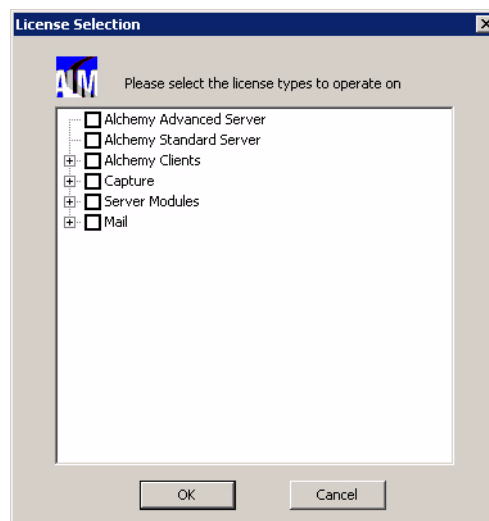 License Selection
ALM
Please select the license types to operate on
Alchemy Advanced Server
Alchemy Standard Server
Alchemy Clients
Capture
Server Modules
Mail
OK
Cancel